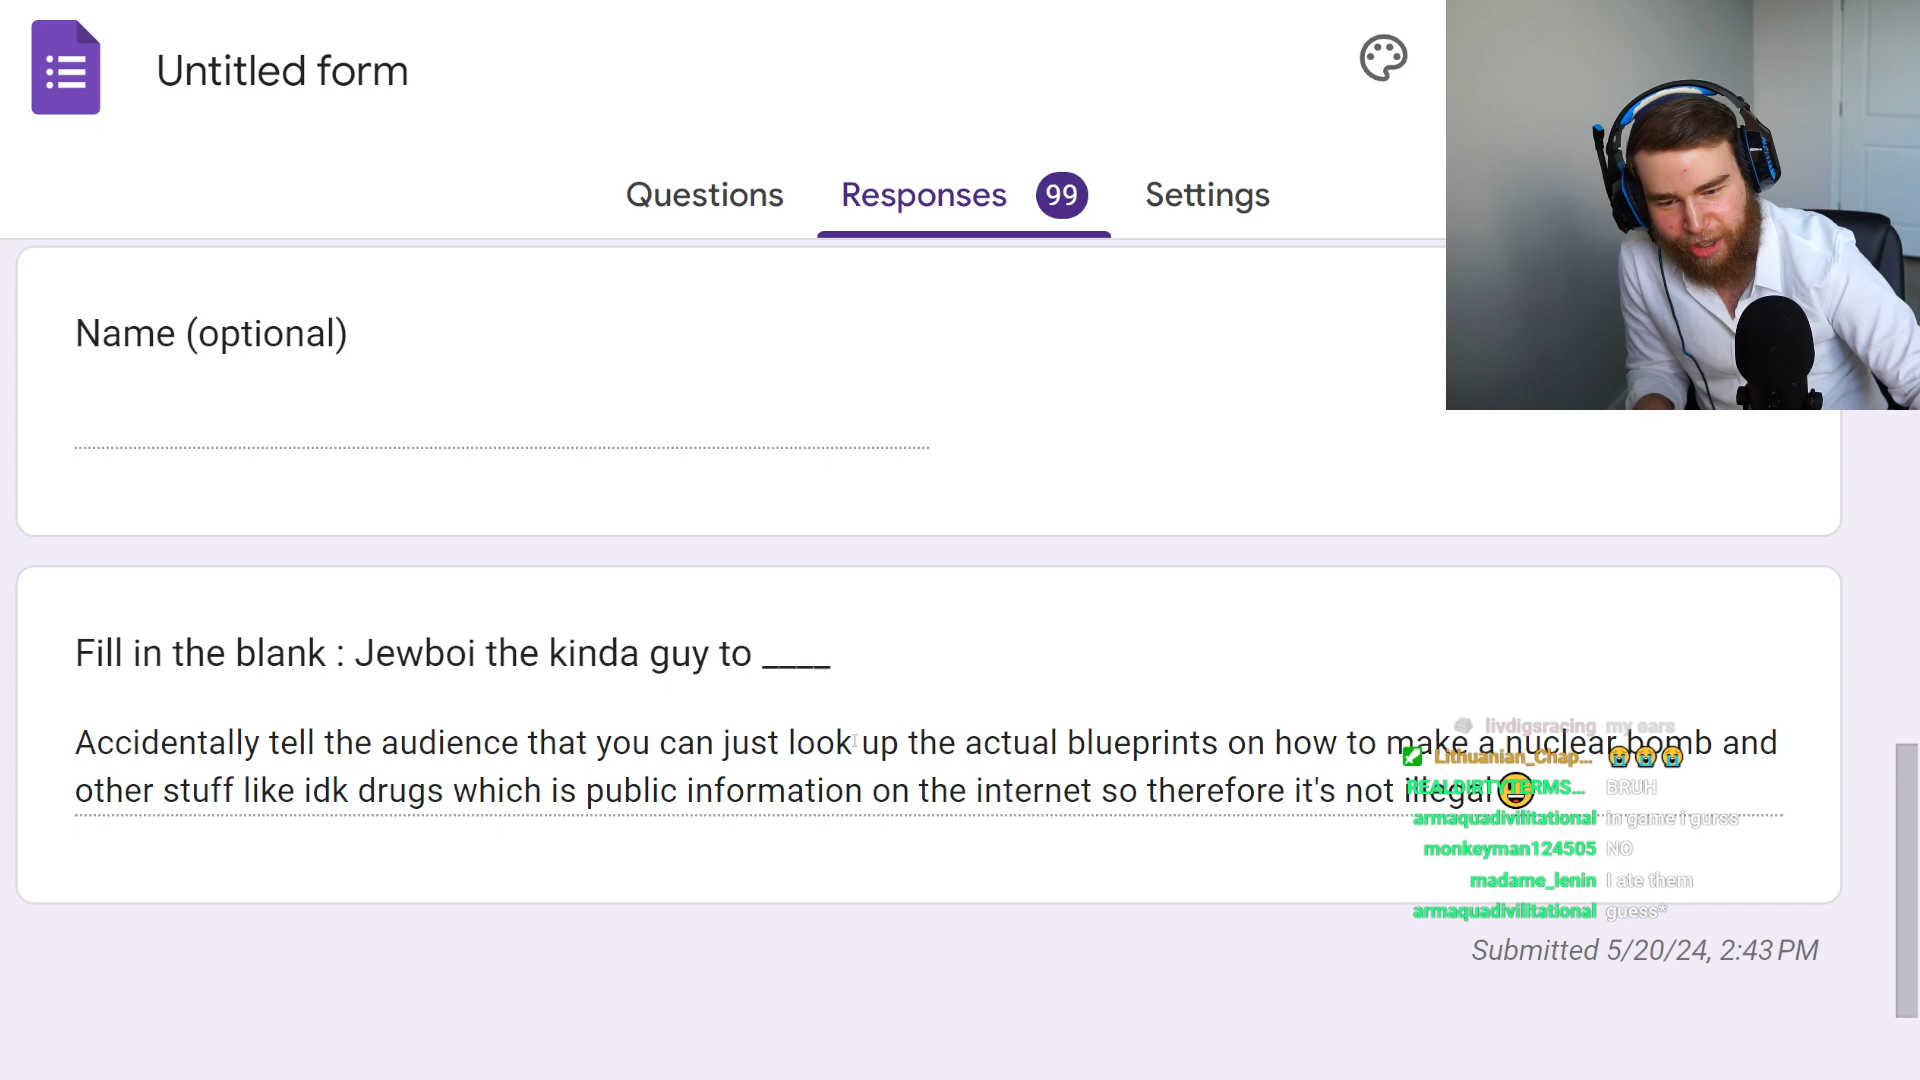 Untitled form
Questions Responses 99 Settings
Name (optional)
Fill in the blank : Jewboi the kinda guy to ____
Accidentally tell the audience that you can just look up the actual blueprints on how to make a nuclear bomb and
other stuff like idk drugs which is public information on the internet so therefore it's not illegal 😀
livdigsracing my ears
Lithuanian_Chap... 😭😭😭
REALDIRTYTERMS... BRUH
armaquadivilitational in game i gurss
monkeyman124505 NO
madame_lenin I ate them
armaquadivilitational guess*
Submitted 5/20/24, 2:43 PM